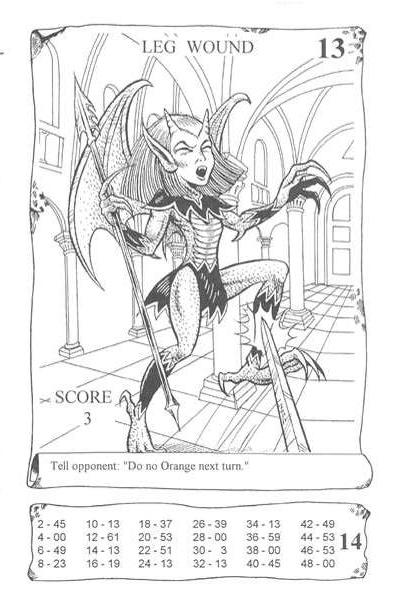 LEG WOUND 13
SCORE
3
Tell opponent: "Do no Orange next turn."
2 - 45 10 - 13 18 - 37 26 - 39 34 - 13 42 - 49
4 - 00 12 - 61 20 - 53 28 - 00 36 - 59 44 - 53
6 - 49 14 - 13 22 - 51 30 - 3 38 - 00 46 - 53
8 - 23 16 - 19 24 - 13 32 - 13 40 - 45 48 - 00
14